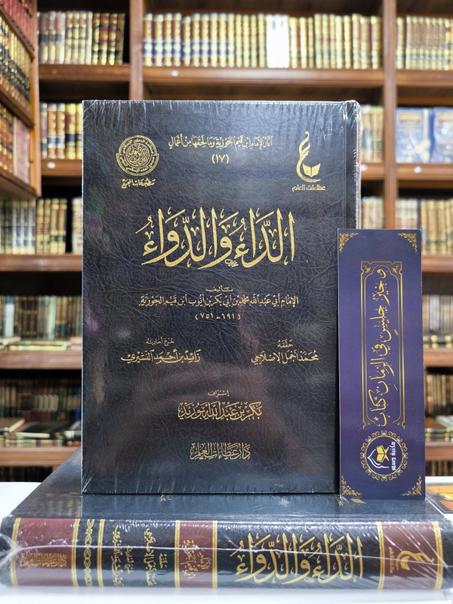 آثار الإمام ابن قيم الجوزية وما لحقها من أعمال
(١٧)
عطاءات العلم
الداء والدواء
تأليف
الإمام أبي عبد الله محمد بن أبي بكر بن أيوب ابن قيم الجوزية
(٦٩١ - ٧٥١)
حققه
محمد أجمل الإصلاحي
خرج أحاديثه
زائد بن أحمد النشيري
إشراف
بكر بن عبد الله أبو زيد
دار عطاءات العلم
وخير جليس في الزمان كتاب
الداء والدواء